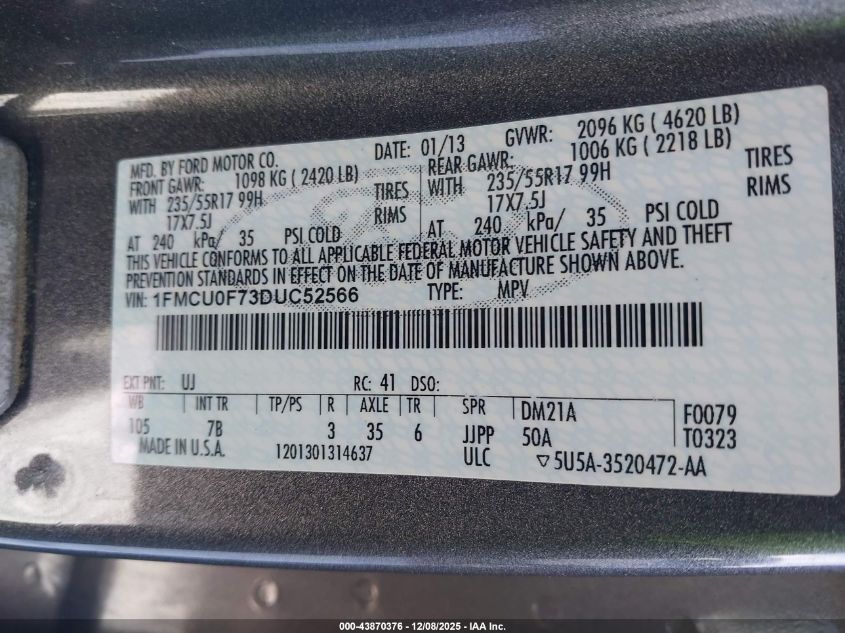 MFD. BY FORD MOTOR CO. DATE: 01/13 GVWR: 2096 KG ( 4620 LB)
FRONT GAWR: 1098 KG ( 2420 LB) REAR GAWR: 1006 KG ( 2218 LB)
WITH 235/55R17 99H TIRES WITH 235/55R17 99H TIRES
17X7.5J RIMS 17X7.5J RIMS
AT 240 kPa/ 35 PSI COLD AT 240 kPa/ 35 PSI COLD
THIS VEHICLE CONFORMS TO ALL APPLICABLE FEDERAL MOTOR VEHICLE SAFETY AND THEFT
PREVENTION STANDARDS IN EFFECT ON THE DATE OF MANUFACTURE SHOWN ABOVE.
VIN: 1FMCU0F73DUC52566 TYPE: MPV
EXT PNT: UJ RC: 41 DSO:
WB INT TR TP/PS R AXLE TR SPR DM21A F0079
105 7B 3 35 6 JJPP 50A T0323
MADE IN U.S.A. 1201301314637 ULC ▽5U5A-3520472-AA
000-43870376 • 12/08/2025 - IAA Inc.